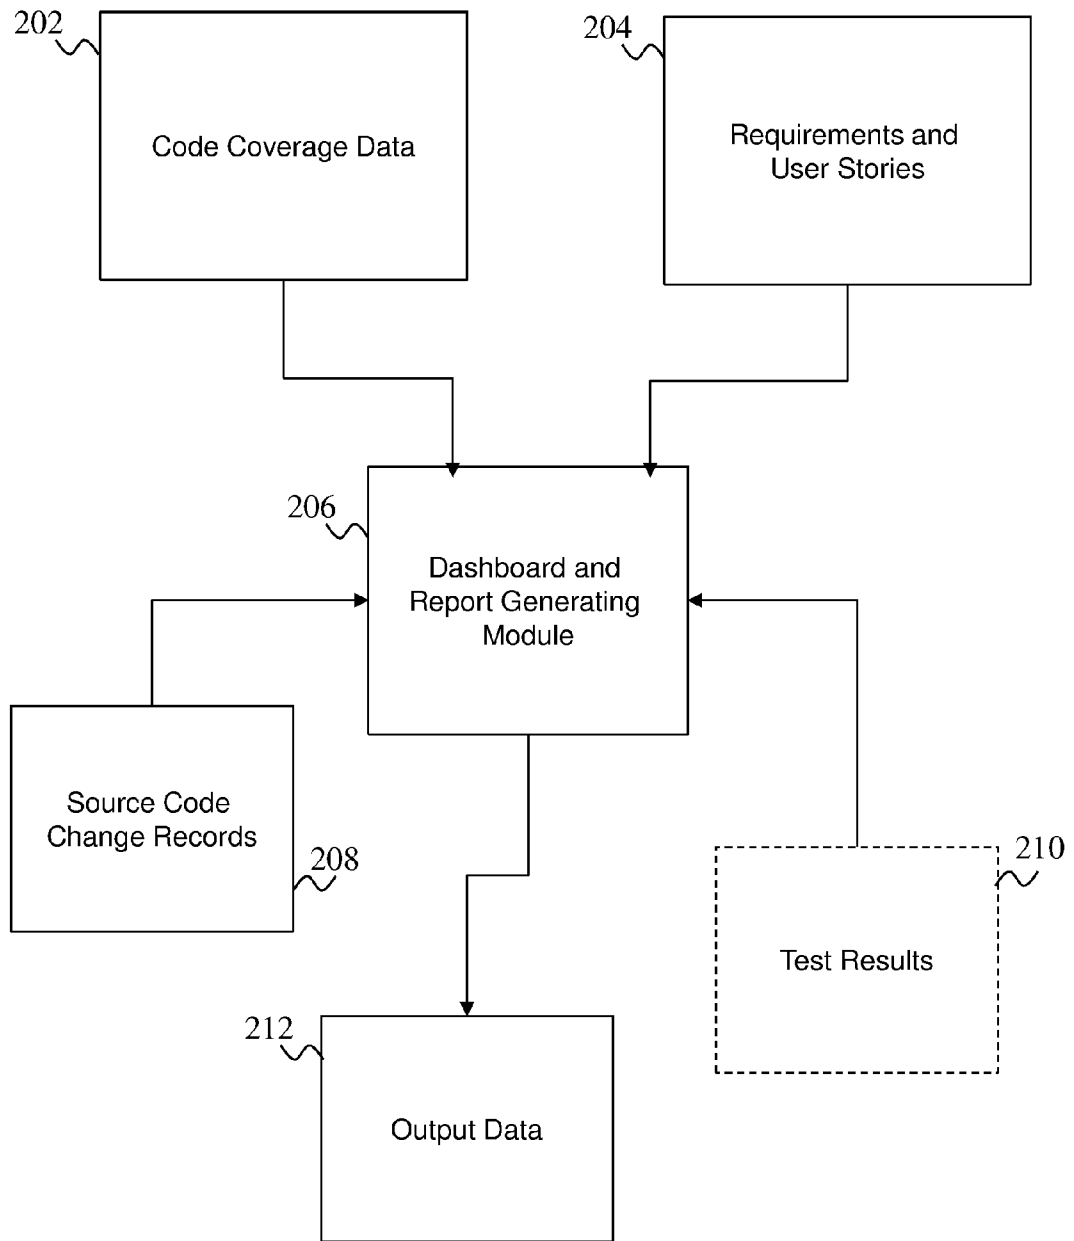 202
Code Coverage Data
204
Requirements and
User Stories
206
Dashboard and
Report Generating
Module
Source Code
Change Records
208
210
Test Results
212
Output Data